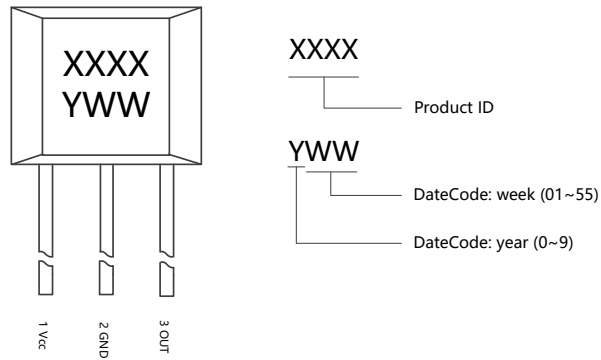 XXXX
YWW
1 Vcc
2 GND
3 OUT
XXXX
Product ID
YWW
DateCode: week (01~55)
DateCode: year (0~9)